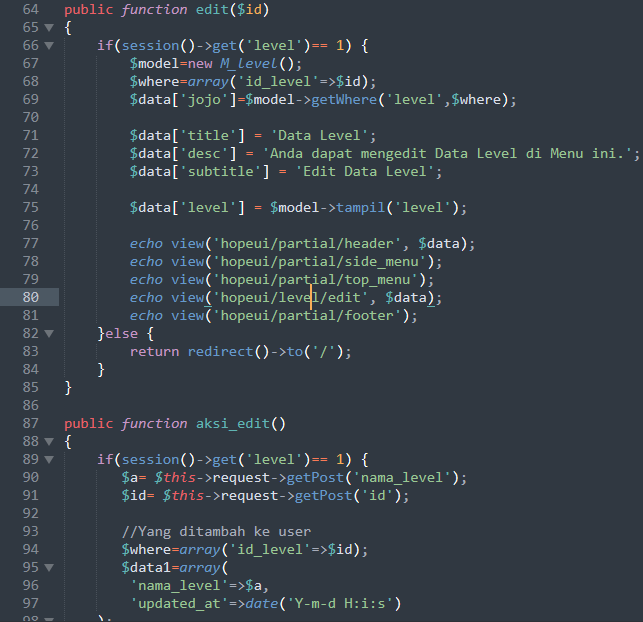 64 public function edit($id)
65 {
66 if(session()->get('level')== 1) {
67 $model=new M_level();
68 $where=array('id_level'=>$id);
69 $data['jojo']=$model->getWhere('level',$where);
70
71 $data['title'] = 'Data Level';
72 $data['desc'] = 'Anda dapat mengedit Data Level di Menu ini.';
73 $data['subtitle'] = 'Edit Data Level';
74
75 $data['level'] = $model->tampil('level');
76
77 echo view('hopeui/partial/header', $data);
78 echo view('hopeui/partial/side_menu');
79 echo view('hopeui/partial/top_menu');
80 echo view('hopeui/level/edit', $data);
81 echo view('hopeui/partial/footer');
82 }else {
83 return redirect()->to('/');
84 }
85 }
86
87 public function aksi_edit()
88 {
89 if(session()->get('level')== 1) {
90 $a= $this->request->getPost('nama_level');
91 $id= $this->request->getPost('id');
92
93 //Yang ditambah ke user
94 $where=array('id_level'=>$id);
95 $data1=array(
96 'nama_level'=>$a,
97 'updated_at'=>date('Y-m-d H:i:s')
98 );